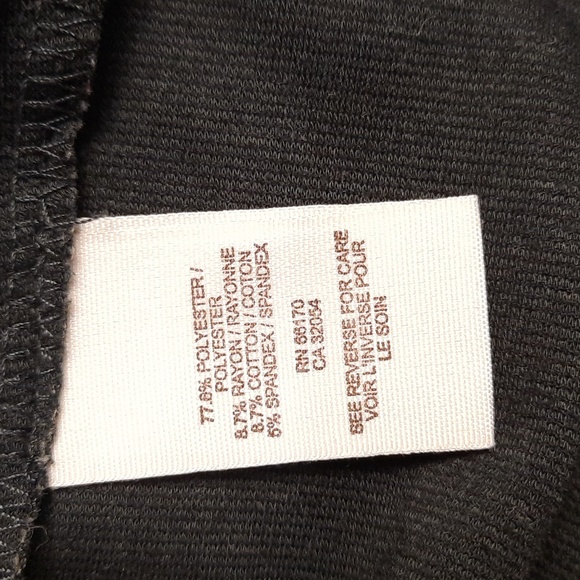 77.6% POLYESTER /
POLYESTER
8.7% RAYON / RAYONNE
8.7% COTTON / COTON
5% SPANDEX / SPANDEX
RN 66170
CA 32054
SEE REVERSE FOR CARE
VOIR L'INVERSE POUR
LE SOIN